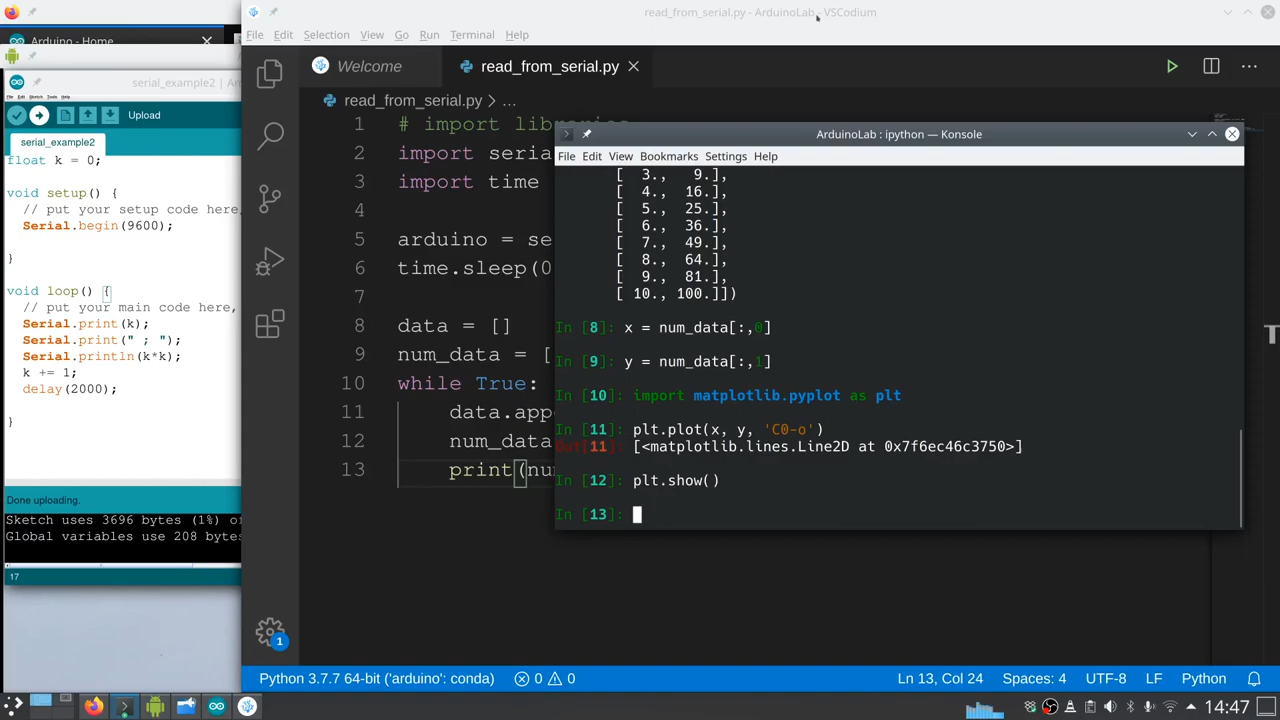 read_from_serial.py - ArduinoLab - VSCodium
Arduino - Home
serial_example2 | Ar
File Edit Sketch Tools Help
Upload
serial_example2
float k = 0;
void setup() {
// put your setup code here,
Serial.begin(9600);
}
void loop() {
// put your main code here,
Serial.print(k);
Serial.print(" ; ");
Serial.println(k*k);
k += 1;
delay(2000);
}
Done uploading.
Sketch uses 3696 bytes (1%) of
Global variables use 208 bytes
17
File Edit Selection View Go Run Terminal Help
Welcome
read_from_serial.py
read_from_serial.py > ...
1 # import libraries
2 import seria
3 import time
4
5 arduino = se
6 time.sleep(0
7
8 data = []
9 num_data = [
10 while True:
11 data.appe
12 num_data
13 print(nu
ArduinoLab : ipython — Konsole
File Edit View Bookmarks Settings Help
[ 3., 9.],
[ 4., 16.],
[ 5., 25.],
[ 6., 36.],
[ 7., 49.],
[ 8., 64.],
[ 9., 81.],
[ 10., 100.]])
In [8]: x = num_data[:,0]
In [9]: y = num_data[:,1]
In [10]: import matplotlib.pyplot as plt
In [11]: plt.plot(x, y, 'C0-o')
Out[11]: [<matplotlib.lines.Line2D at 0x7f6ec46c3750>]
In [12]: plt.show()
In [13]:
1
Python 3.7.7 64-bit ('arduino': conda) 0 0 Ln 13, Col 24 Spaces: 4 UTF-8 LF Python
14:47